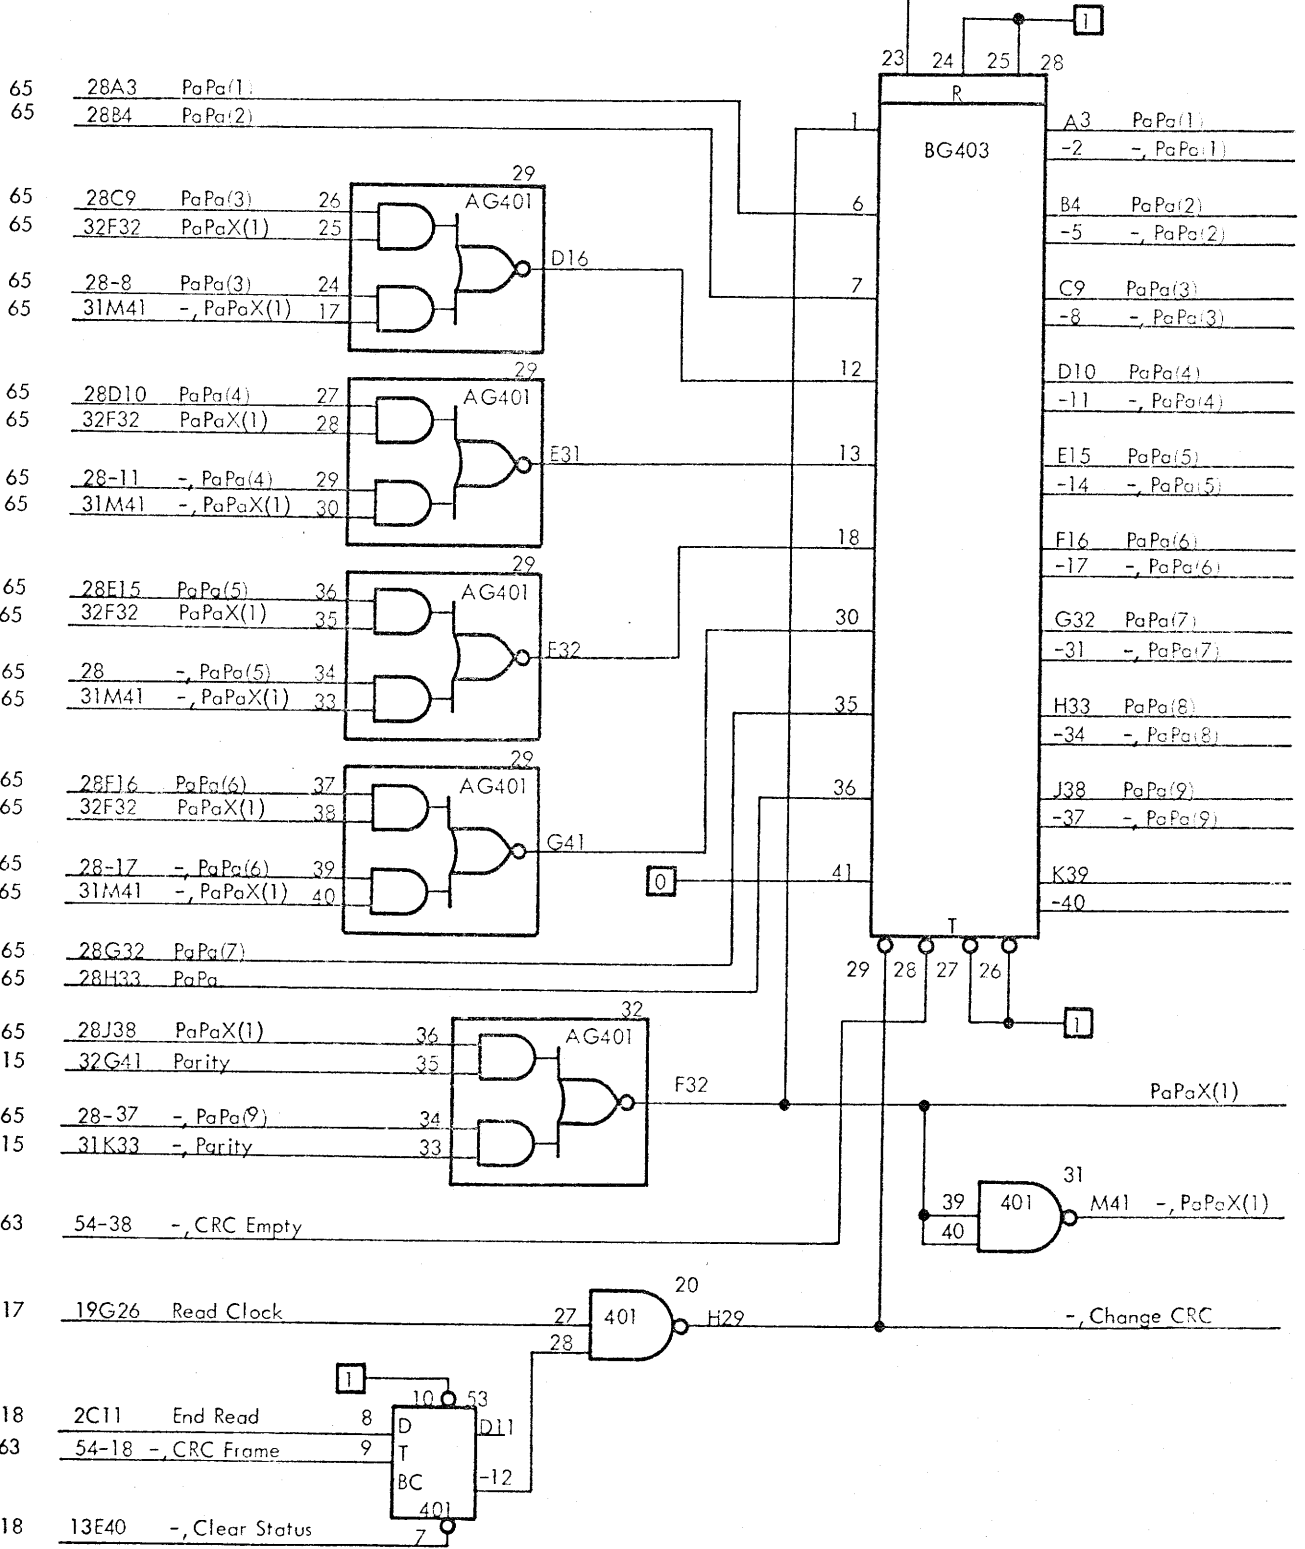 1
23 24 25 28
R
BG403
65 28A3 PaPa(1)
65 28B4 PaPa(2)
1 A3 PaPa(1)
-2 -, PaPa(1)
29
AG401
65 28C9 PaPa(3) 26
65 32F32 PaPaX(1) 25
6 B4 PaPa(2)
-5 -, PaPa(2)
D16
65 28-8 PaPa(3) 24
65 31M41 -, PaPaX(1) 17
7 C9 PaPa(3)
-8 -, PaPa(3)
29
AG401
12 D10 PaPa(4)
-11 -, PaPa(4)
65 28D10 PaPa(4) 27
65 32F32 PaPaX(1) 28
E31
13 E15 PaPa(5)
-14 -, PaPa(5)
65 28-11 -, PaPa(4) 29
65 31M41 -, PaPaX(1) 30
18 F16 PaPa(6)
-17 -, PaPa(6)
29
AG401
65 28E15 PaPa(5) 36
65 32F32 PaPaX(1) 35
30 G32 PaPa(7)
-31 -, PaPa(7)
F32
65 28 -, PaPa(5) 34
65 31M41 -, PaPaX(1) 33
35 H33 PaPa(8)
-34 -, PaPa(8)
29
AG401
65 28F16 PaPa(6) 37
65 32F32 PaPaX(1) 38
36 J38 PaPa(9)
-37 -, PaPa(9)
G41
65 28-17 -, PaPa(6) 39
65 31M41 -, PaPaX(1) 40
0 41 K39
-40
T
65 28G32 PaPa(7)
65 28H33 PaPa
29 28 27 26
1
32
AG401
65 28J38 PaPaX(1) 36
15 32G41 Parity 35
F32
PaPaX(1)
65 28-37 -, PaPa(9) 34
15 31K33 -, Parity 33
31
39 401 M41 -, PaPaX(1)
40
63 54-38 -, CRC Empty
20
17 19G26 Read Clock 27 401 H29 -, Change CRC
28
1
10 53
18 2C11 End Read 8 D D11
63 54-18 -, CRC Frame 9 T
BC -12
401
18 13E40 -, Clear Status 7